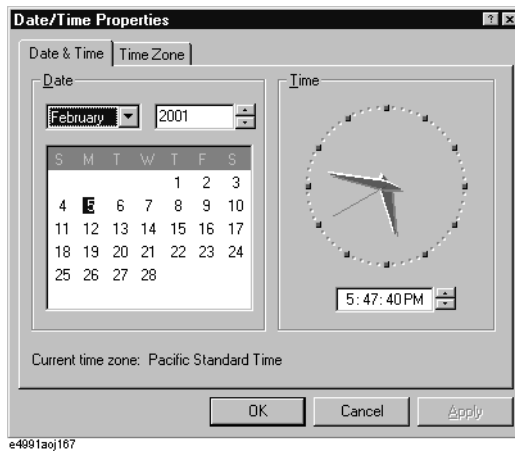 Date/Time Properties
Date & Time
Time Zone
Date
Time
February
2001
S M T W T F S
1 2 3
4 5 6 7 8 9 10
11 12 13 14 15 16 17
18 19 20 21 22 23 24
25 26 27 28
5:47:40 PM
Current time zone: Pacific Standard Time
OK
Cancel
Apply
e4991aoj167